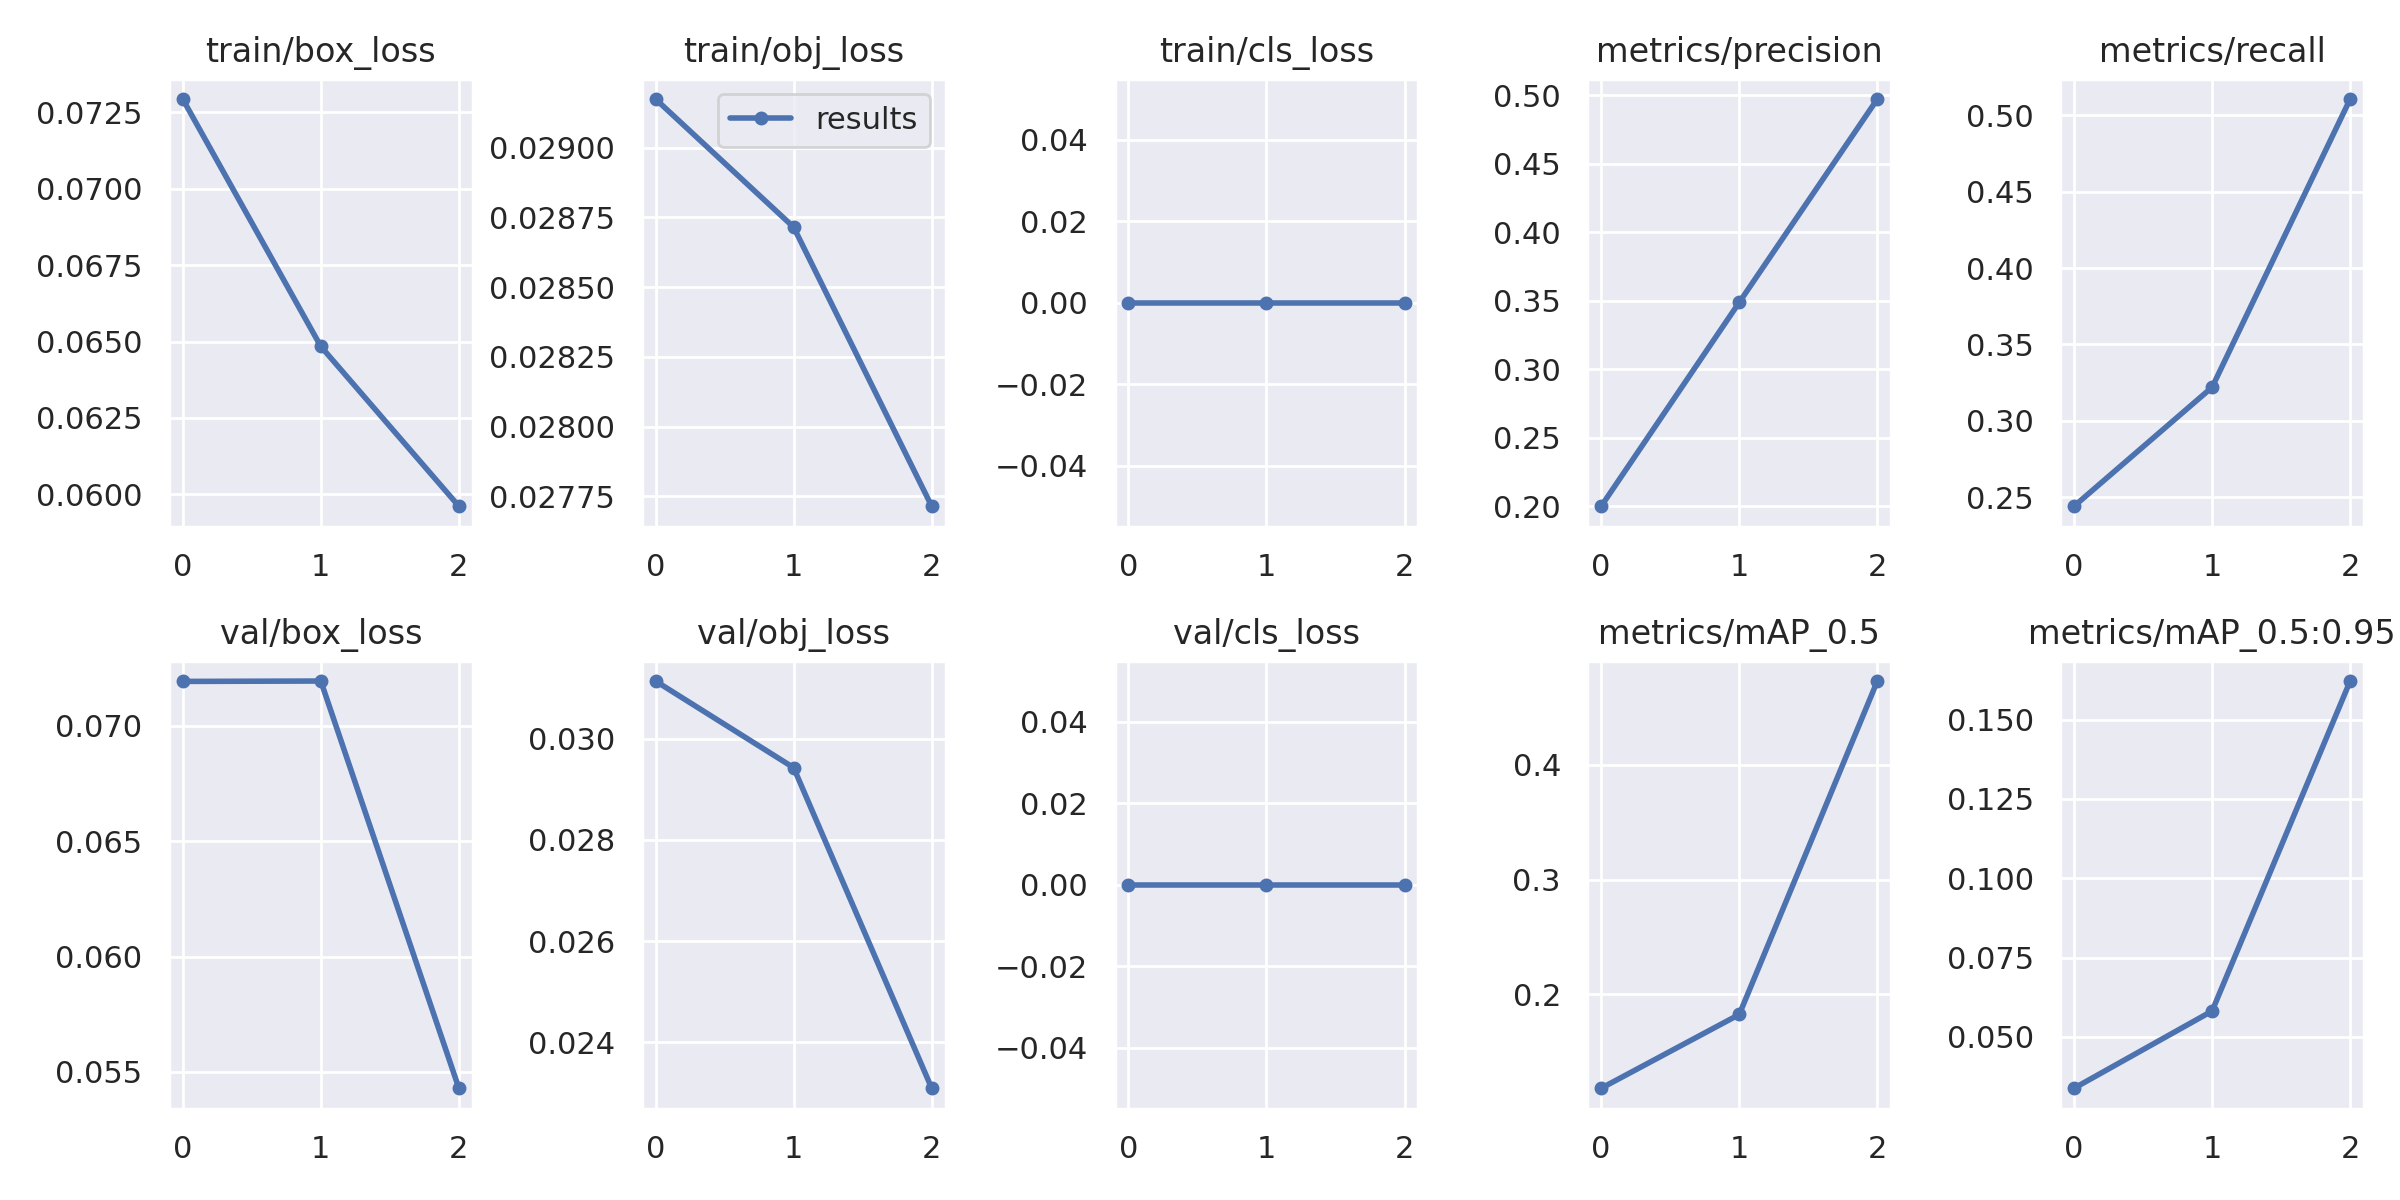 train/box_loss
0.0725
0.0700
0.0675
0.0650
0.0625
0.0600
0 1 2
train/obj_loss
results
0.02900
0.02875
0.02850
0.02825
0.02800
0.02775
0 1 2
train/cls_loss
0.04
0.02
0.00
−0.02
−0.04
0 1 2
metrics/precision
0.50
0.45
0.40
0.35
0.30
0.25
0.20
0 1 2
metrics/recall
0.50
0.45
0.40
0.35
0.30
0.25
0 1 2
val/box_loss
0.070
0.065
0.060
0.055
0 1 2
val/obj_loss
0.030
0.028
0.026
0.024
0 1 2
val/cls_loss
0.04
0.02
0.00
−0.02
−0.04
0 1 2
metrics/mAP_0.5
0.4
0.3
0.2
0 1 2
metrics/mAP_0.5:0.95
0.150
0.125
0.100
0.075
0.050
0 1 2